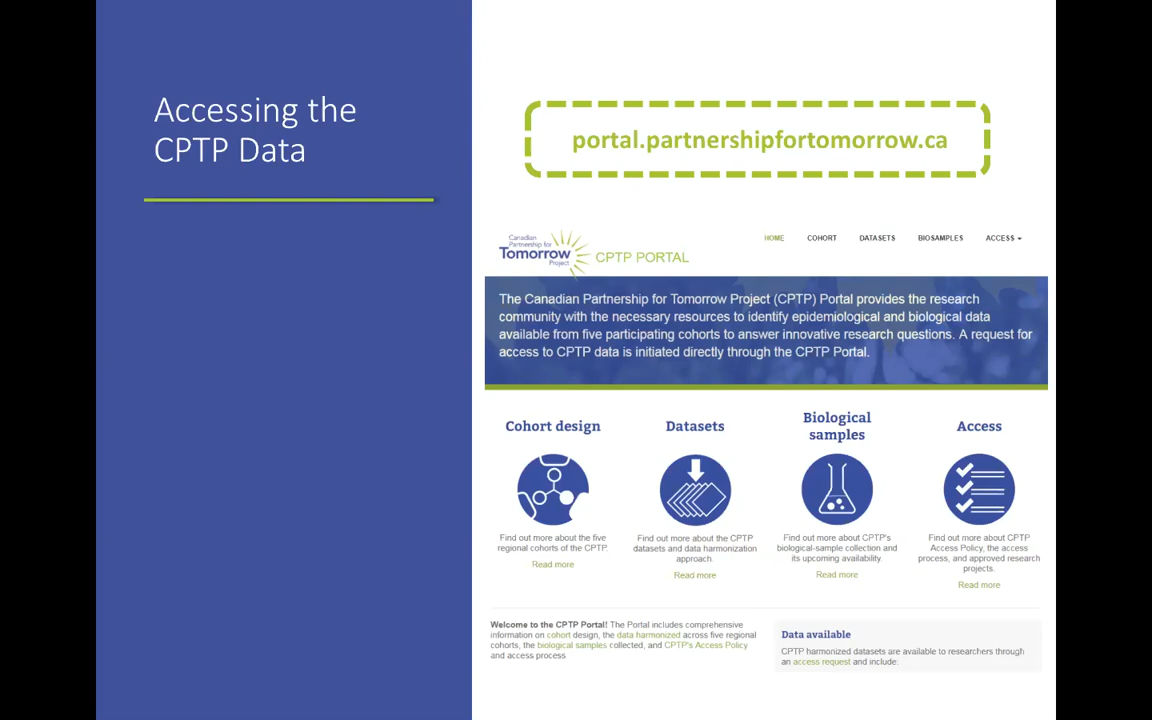 Accessing the
CPTP Data
portal.partnershipfortomorrow.ca
Canadian
Partnership for
Tomorrow
Project
CPTP PORTAL
HOME COHORT DATASETS BIOSAMPLES ACCESS
The Canadian Partnership for Tomorrow Project (CPTP) Portal provides the research
community with the necessary resources to identify epidemiological and biological data
available from five participating cohorts to answer innovative research questions. A request for
access to CPTP data is initiated directly through the CPTP Portal.
Cohort design
Find out more about the five
regional cohorts of the CPTP.
Read more
Datasets
Find out more about the CPTP
datasets and data harmonization
approach.
Read more
Biological
samples
Find out more about CPTP's
biological-sample collection and
its upcoming availability.
Read more
Access
Find out more about CPTP
Access Policy, the access
process, and approved research
projects.
Read more
Welcome to the CPTP Portal! The Portal includes comprehensive
information on cohort design, the data harmonized across five regional
cohorts, the biological samples collected, and CPTP's Access Policy
and access process
Data available
CPTP harmonized datasets are available to researchers through
an access request and include: